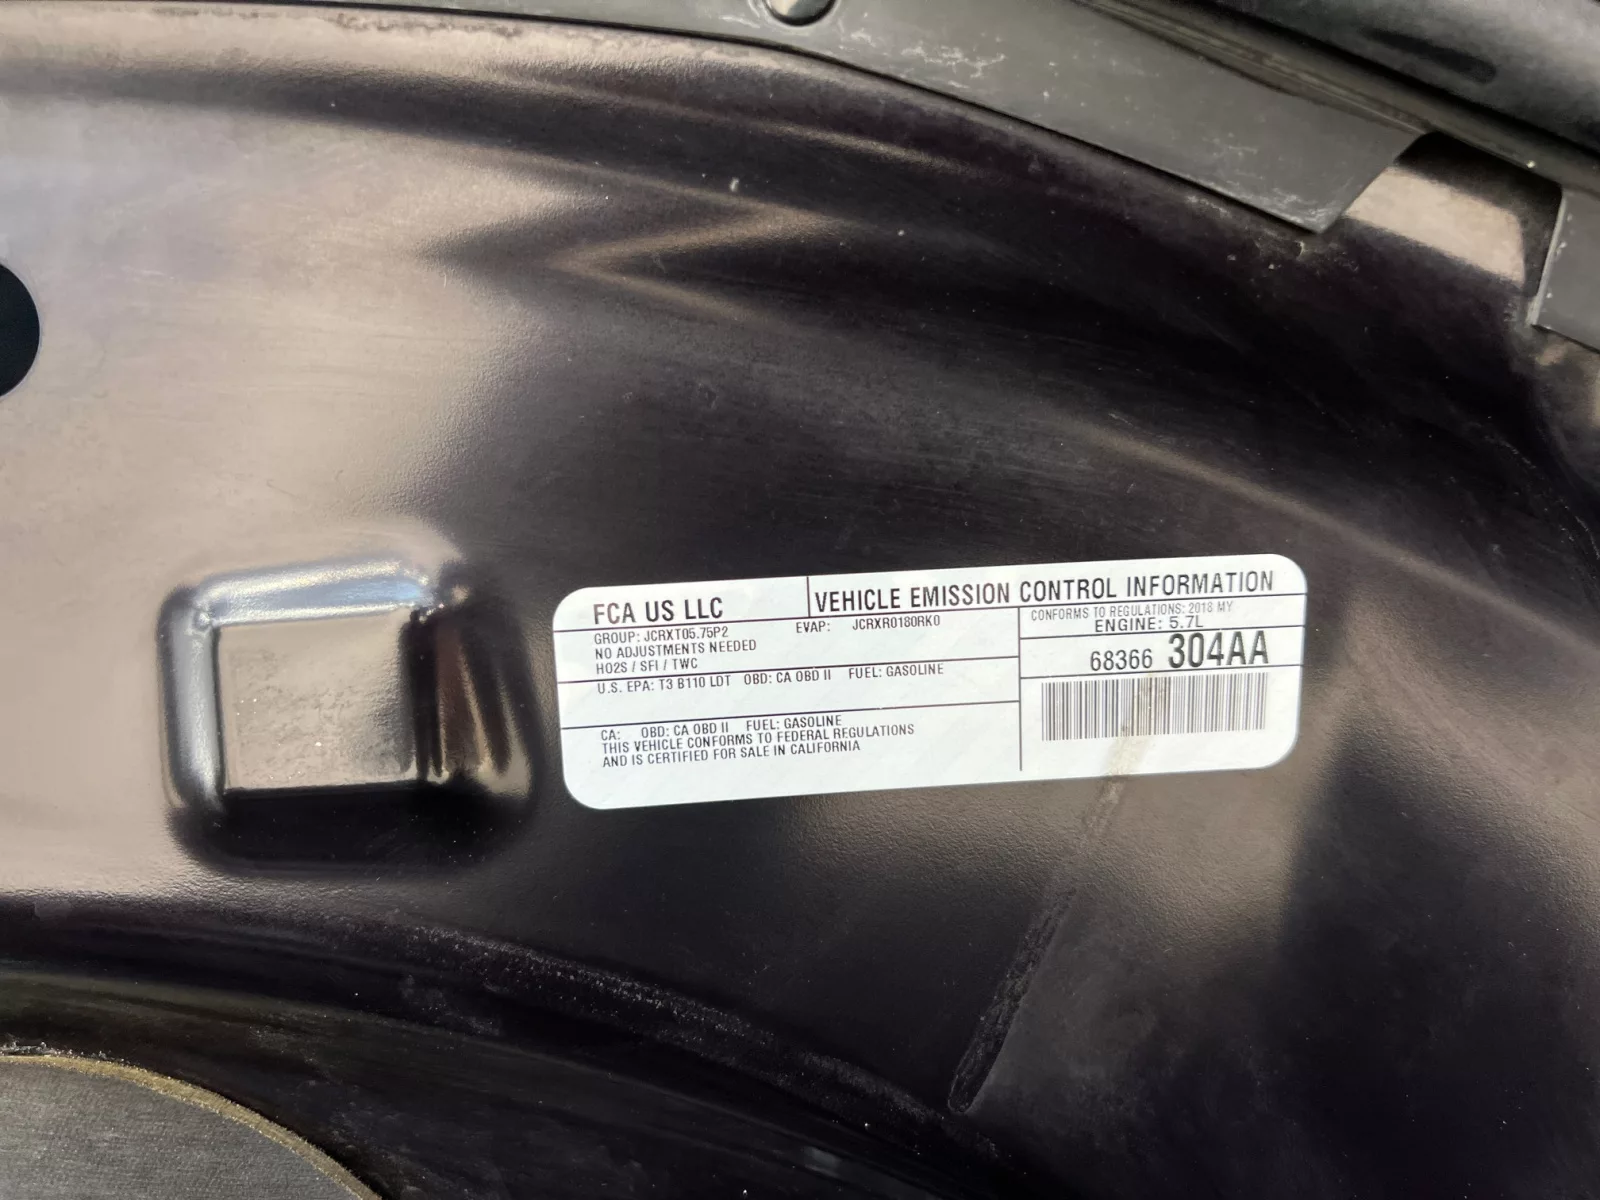 FCA US LLC
VEHICLE EMISSION CONTROL INFORMATION
GROUP: JCRXT05.75P2 EVAP: JCRXR0180RK0
NO ADJUSTMENTS NEEDED
HO2S / SFI / TWC
CONFORMS TO REGULATIONS: 2018 MY
ENGINE: 5.7L
68366 304AA
U.S. EPA: T3 B110 LDT OBD: CA OBD II FUEL: GASOLINE
CA: OBD: CA OBD II FUEL: GASOLINE
THIS VEHICLE CONFORMS TO FEDERAL REGULATIONS
AND IS CERTIFIED FOR SALE IN CALIFORNIA